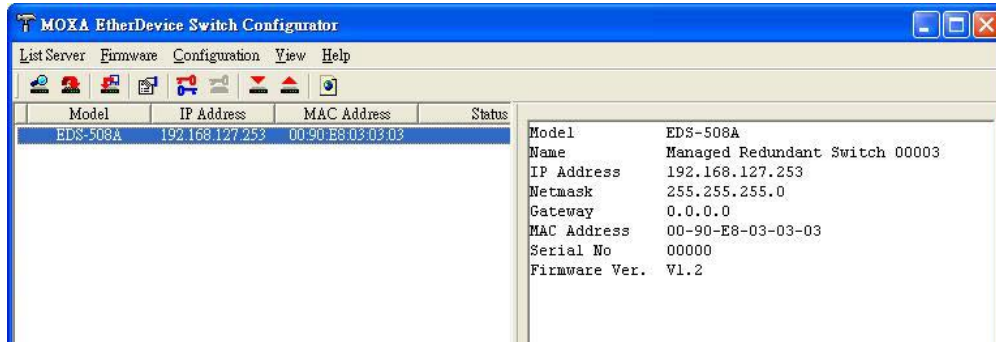 MOXA EtherDevice Switch Configurator
List Server Firmware Configuration View Help
Model IP Address MAC Address Status
EDS-508A 192.168.127.253 00:90:E8:03:03:03
Model EDS-508A
Name Managed Redundant Switch 00003
IP Address 192.168.127.253
Netmask 255.255.255.0
Gateway 0.0.0.0
MAC Address 00-90-E8-03-03-03
Serial No 00000
Firmware Ver. V1.2